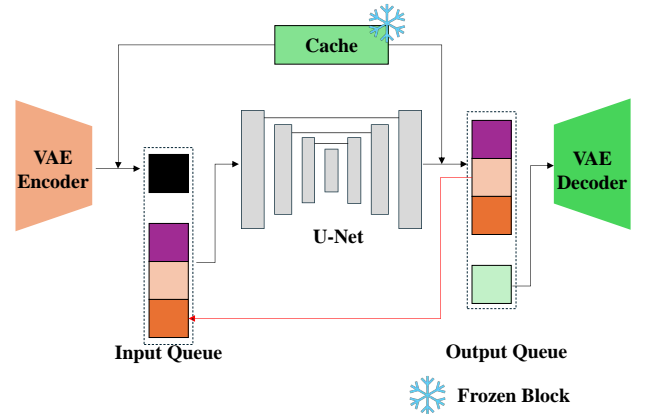 Cache
VAE
Encoder
VAE
Decoder
U-Net
Input Queue
Output Queue
Frozen Block